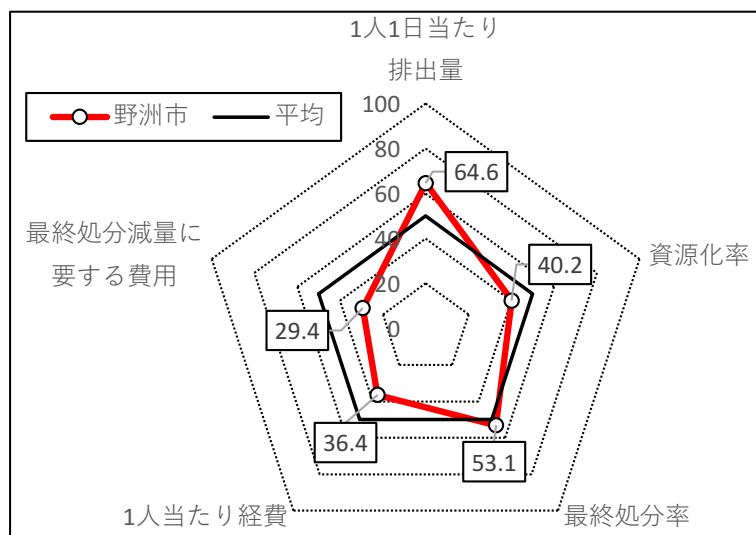 1人1日当たり
排出量
野洲市
平均
100
80
60
40
20
0
64.6
40.2
53.1
36.4
29.4
資源化率
最終処分率
1人当たり経費
最終処分減量に
要する費用